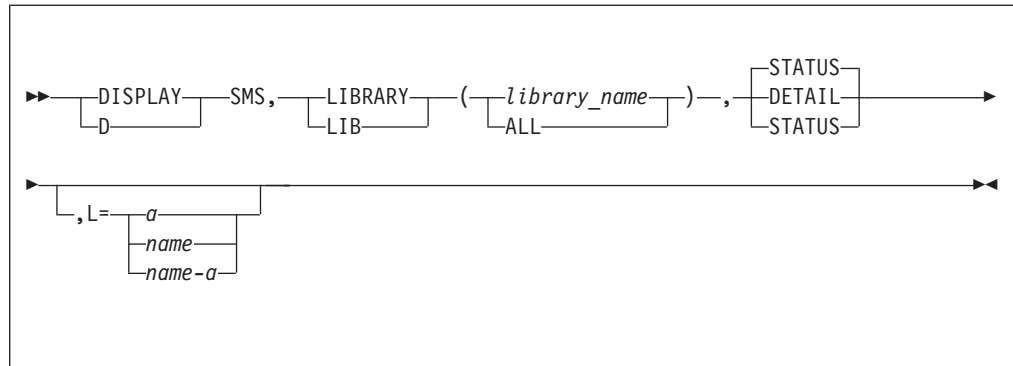 STATUS
DISPLAY SMS, LIBRARY ( library_name ) , DETAIL
D LIB ALL STATUS
,L= a
name
name-a